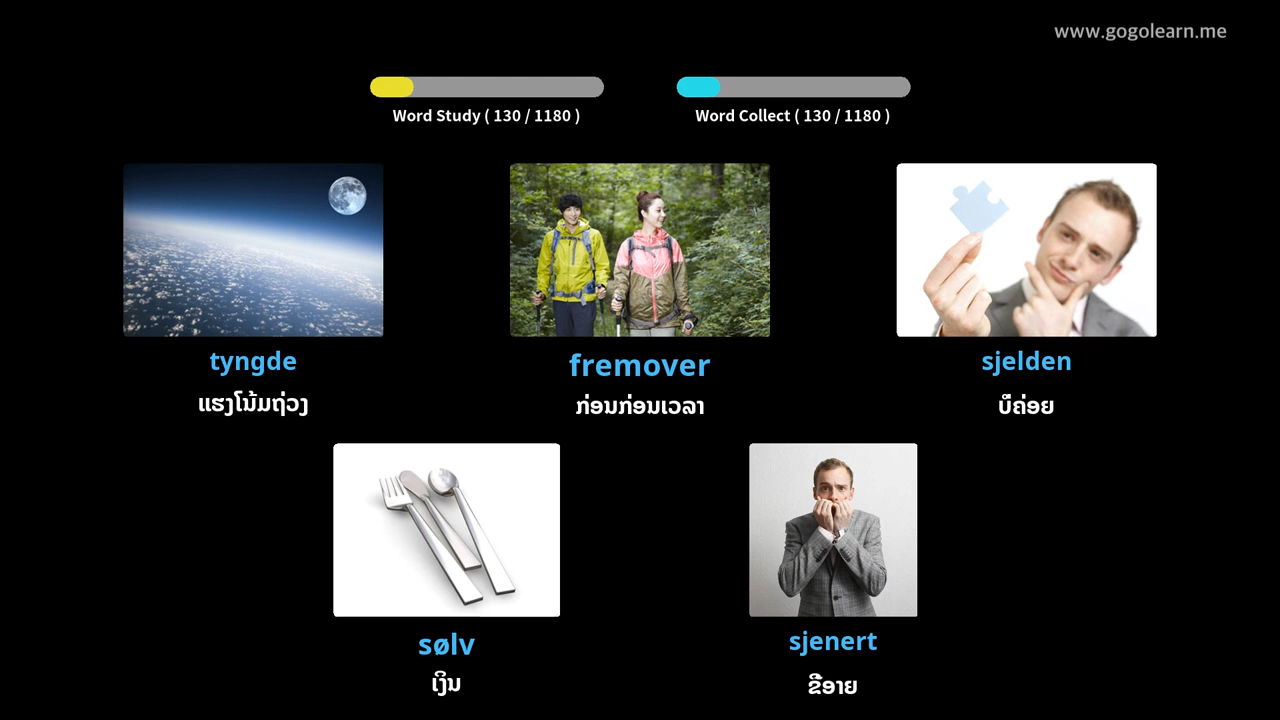 www.gogolearn.me
Word Study ( 130 / 1180 )
Word Collect ( 130 / 1180 )
tyngde
ແຮງໂນ້ມຖ່ວງ
fremover
ກ່ອນກ່ອນເວລາ
sjelden
ບໍ່ຄ່ອຍ
sølv
ເງິນ
sjenert
ຂີ້ອາຍ